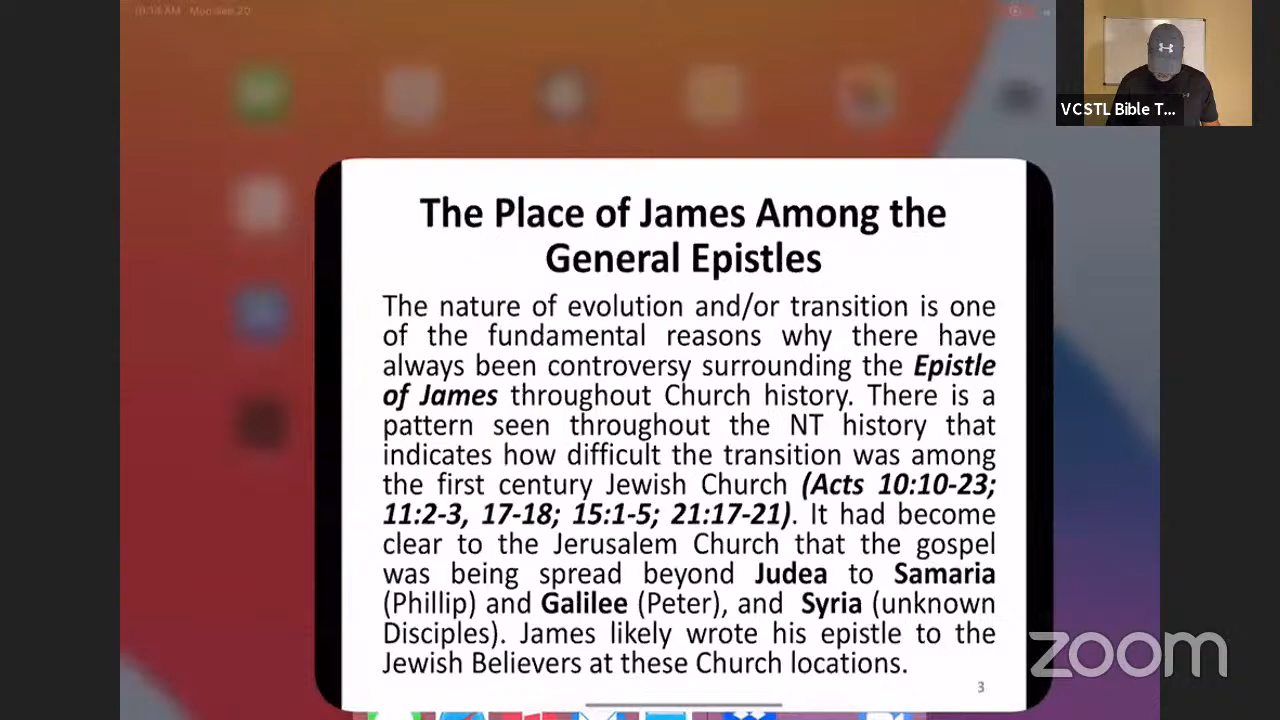 10:14 AM Mon Sep 20
VCSTL Bible T...
The Place of James Among the
General Epistles
The nature of evolution and/or transition is one
of the fundamental reasons why there have
always been controversy surrounding the Epistle
of James throughout Church history. There is a
pattern seen throughout the NT history that
indicates how difficult the transition was among
the first century Jewish Church (Acts 10:10-23;
11:2-3, 17-18; 15:1-5; 21:17-21). It had become
clear to the Jerusalem Church that the gospel
was being spread beyond Judea to Samaria
(Phillip) and Galilee (Peter), and Syria (unknown
Disciples). James likely wrote his epistle to the
Jewish Believers at these Church locations.
3
zoom